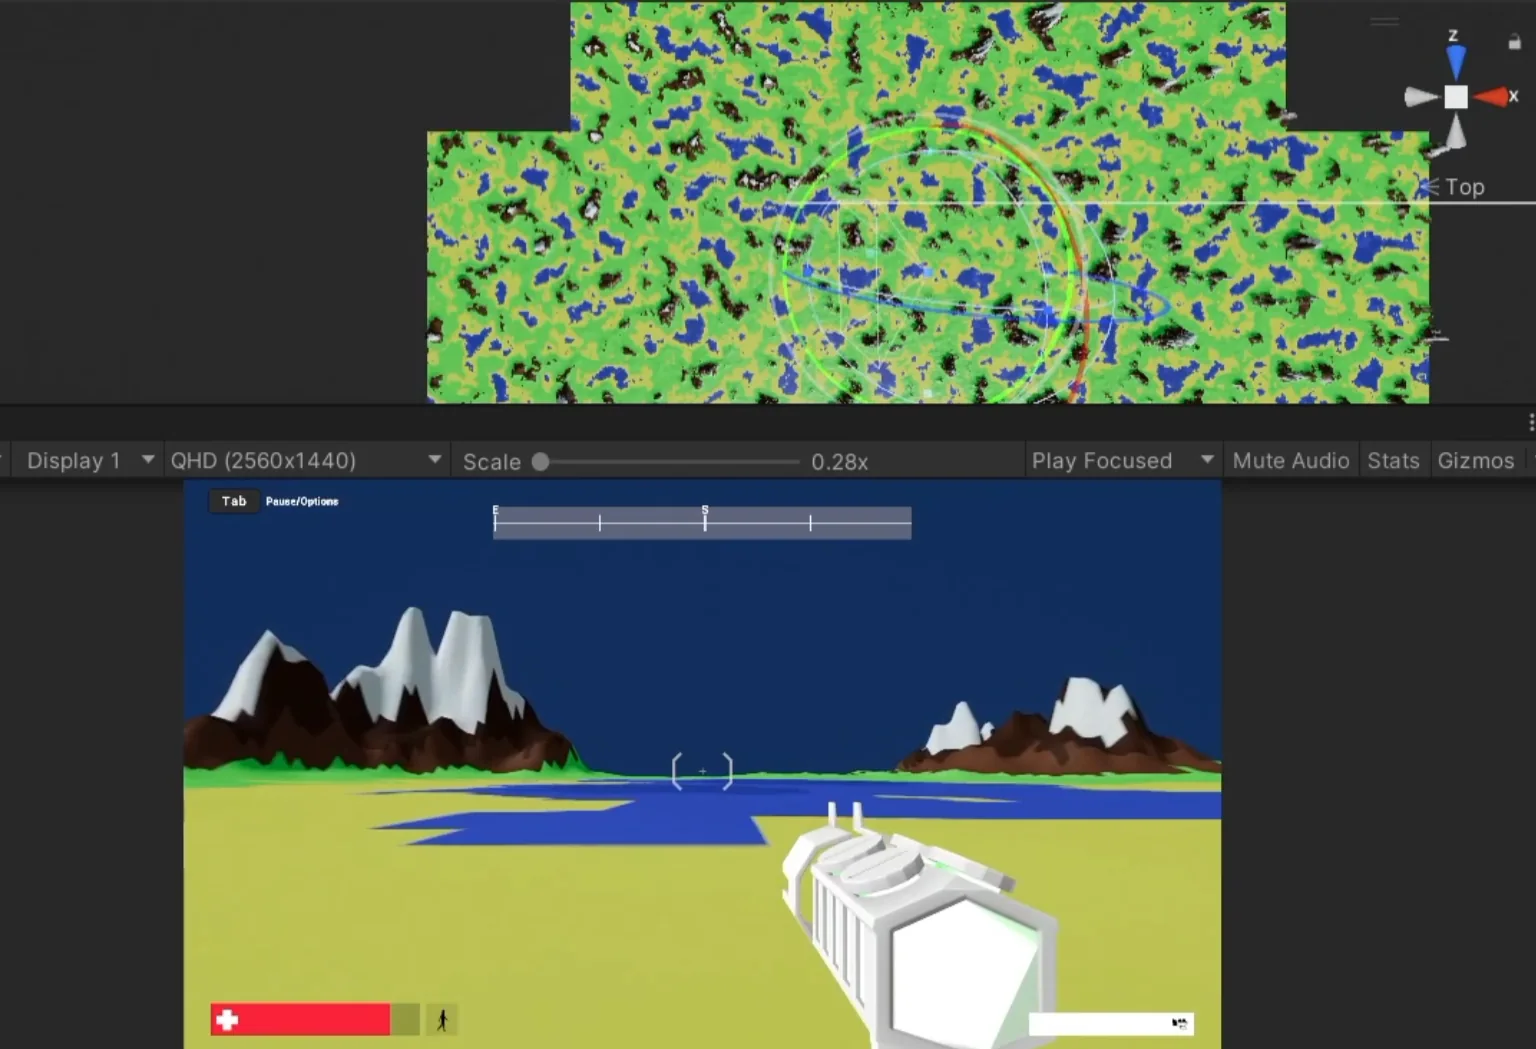 Z
X
Top
Display 1 QHD (2560x1440) Scale 0.28x Play Focused Mute Audio Stats Gizmos
Tab Pause/Options
E S